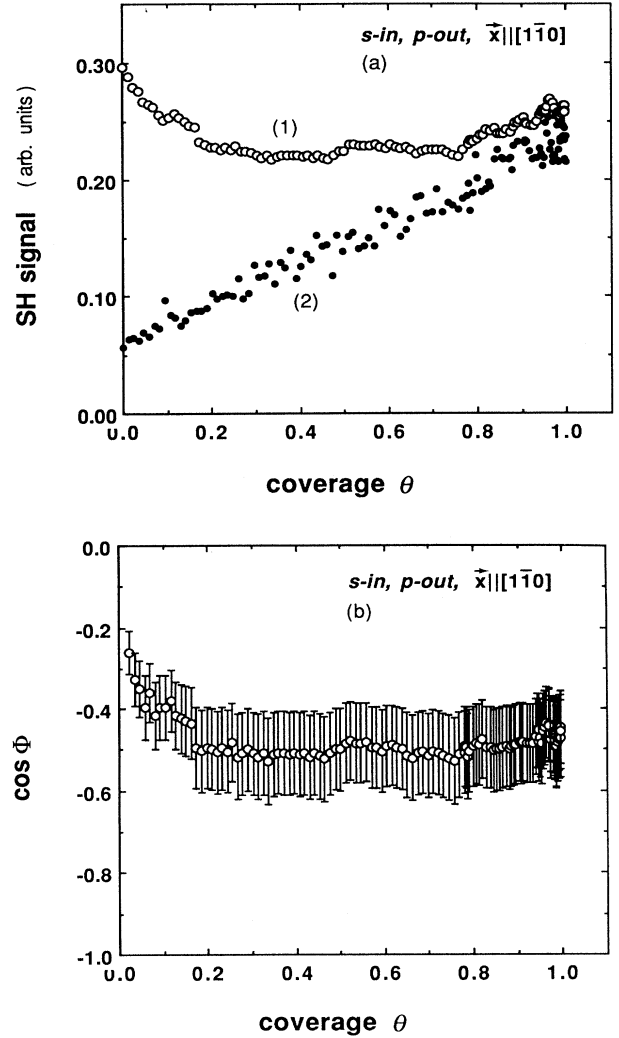 s-in, p-out, x⃗||[11̄0]
(a)
0.30
(1)
0.20
0.10
(2)
0.00
0.0 0.2 0.4 0.6 0.8 1.0
SH signal (arb. units)
coverage θ
0.0
s-in, p-out, x⃗||[11̄0]
(b)
-0.2
-0.4
-0.6
-0.8
-1.0
0.0 0.2 0.4 0.6 0.8 1.0
cos Φ
coverage θ